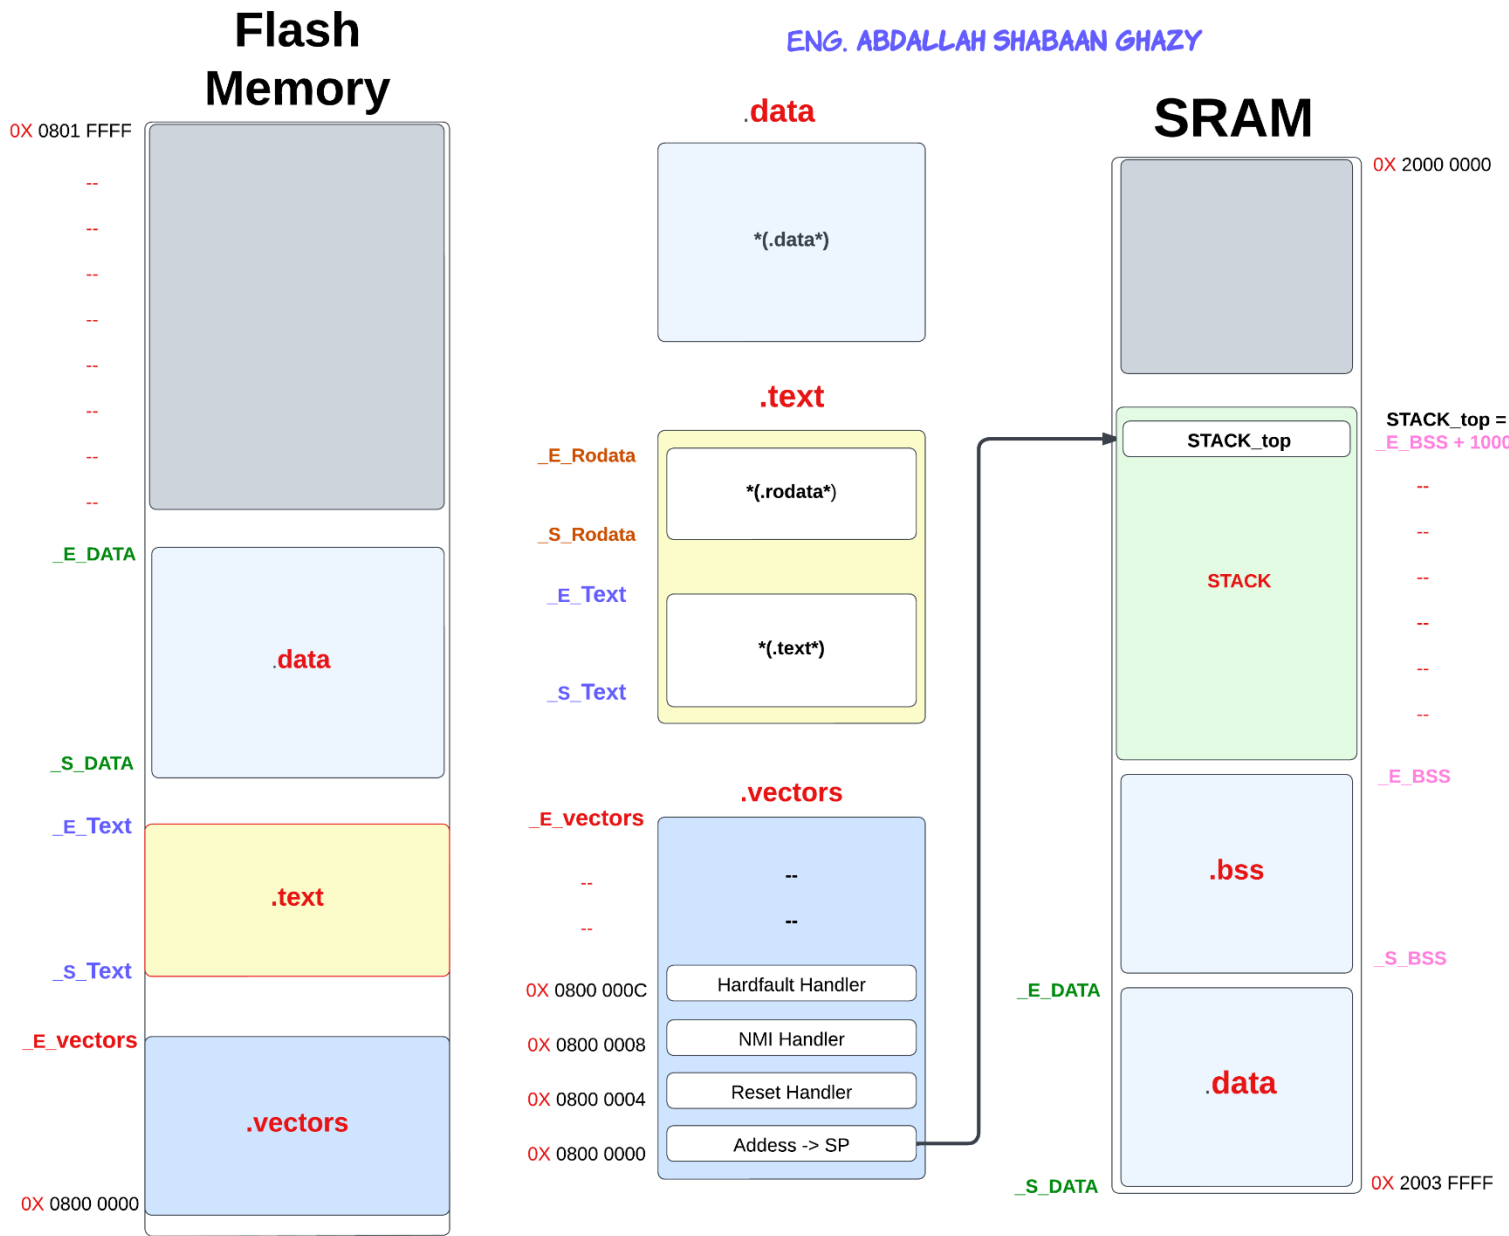 Flash
Memory
0X 0801 FFFF
--
--
--
--
--
--
--
--
_E_DATA
.data
_S_DATA
_E_Text
.text
_S_Text
_E_vectors
.vectors
0X 0800 0000
ENG. ABDALLAH SHABAAN GHAZY
.data
*(.data*)
.text
_E_Rodata
*(.rodata*)
_S_Rodata
_E_Text
*(.text*)
_S_Text
.vectors
_E_vectors
-- --
-- --
0X 0800 000C Hardfault Handler
0X 0800 0008 NMI Handler
0X 0800 0004 Reset Handler
0X 0800 0000 Addess -> SP
SRAM
0X 2000 0000
STACK_top =
STACK_top
_E_BSS + 1000
--
--
STACK
--
--
--
--
_E_BSS
.bss
_S_BSS
_E_DATA
.data
_S_DATA
0X 2003 FFFF